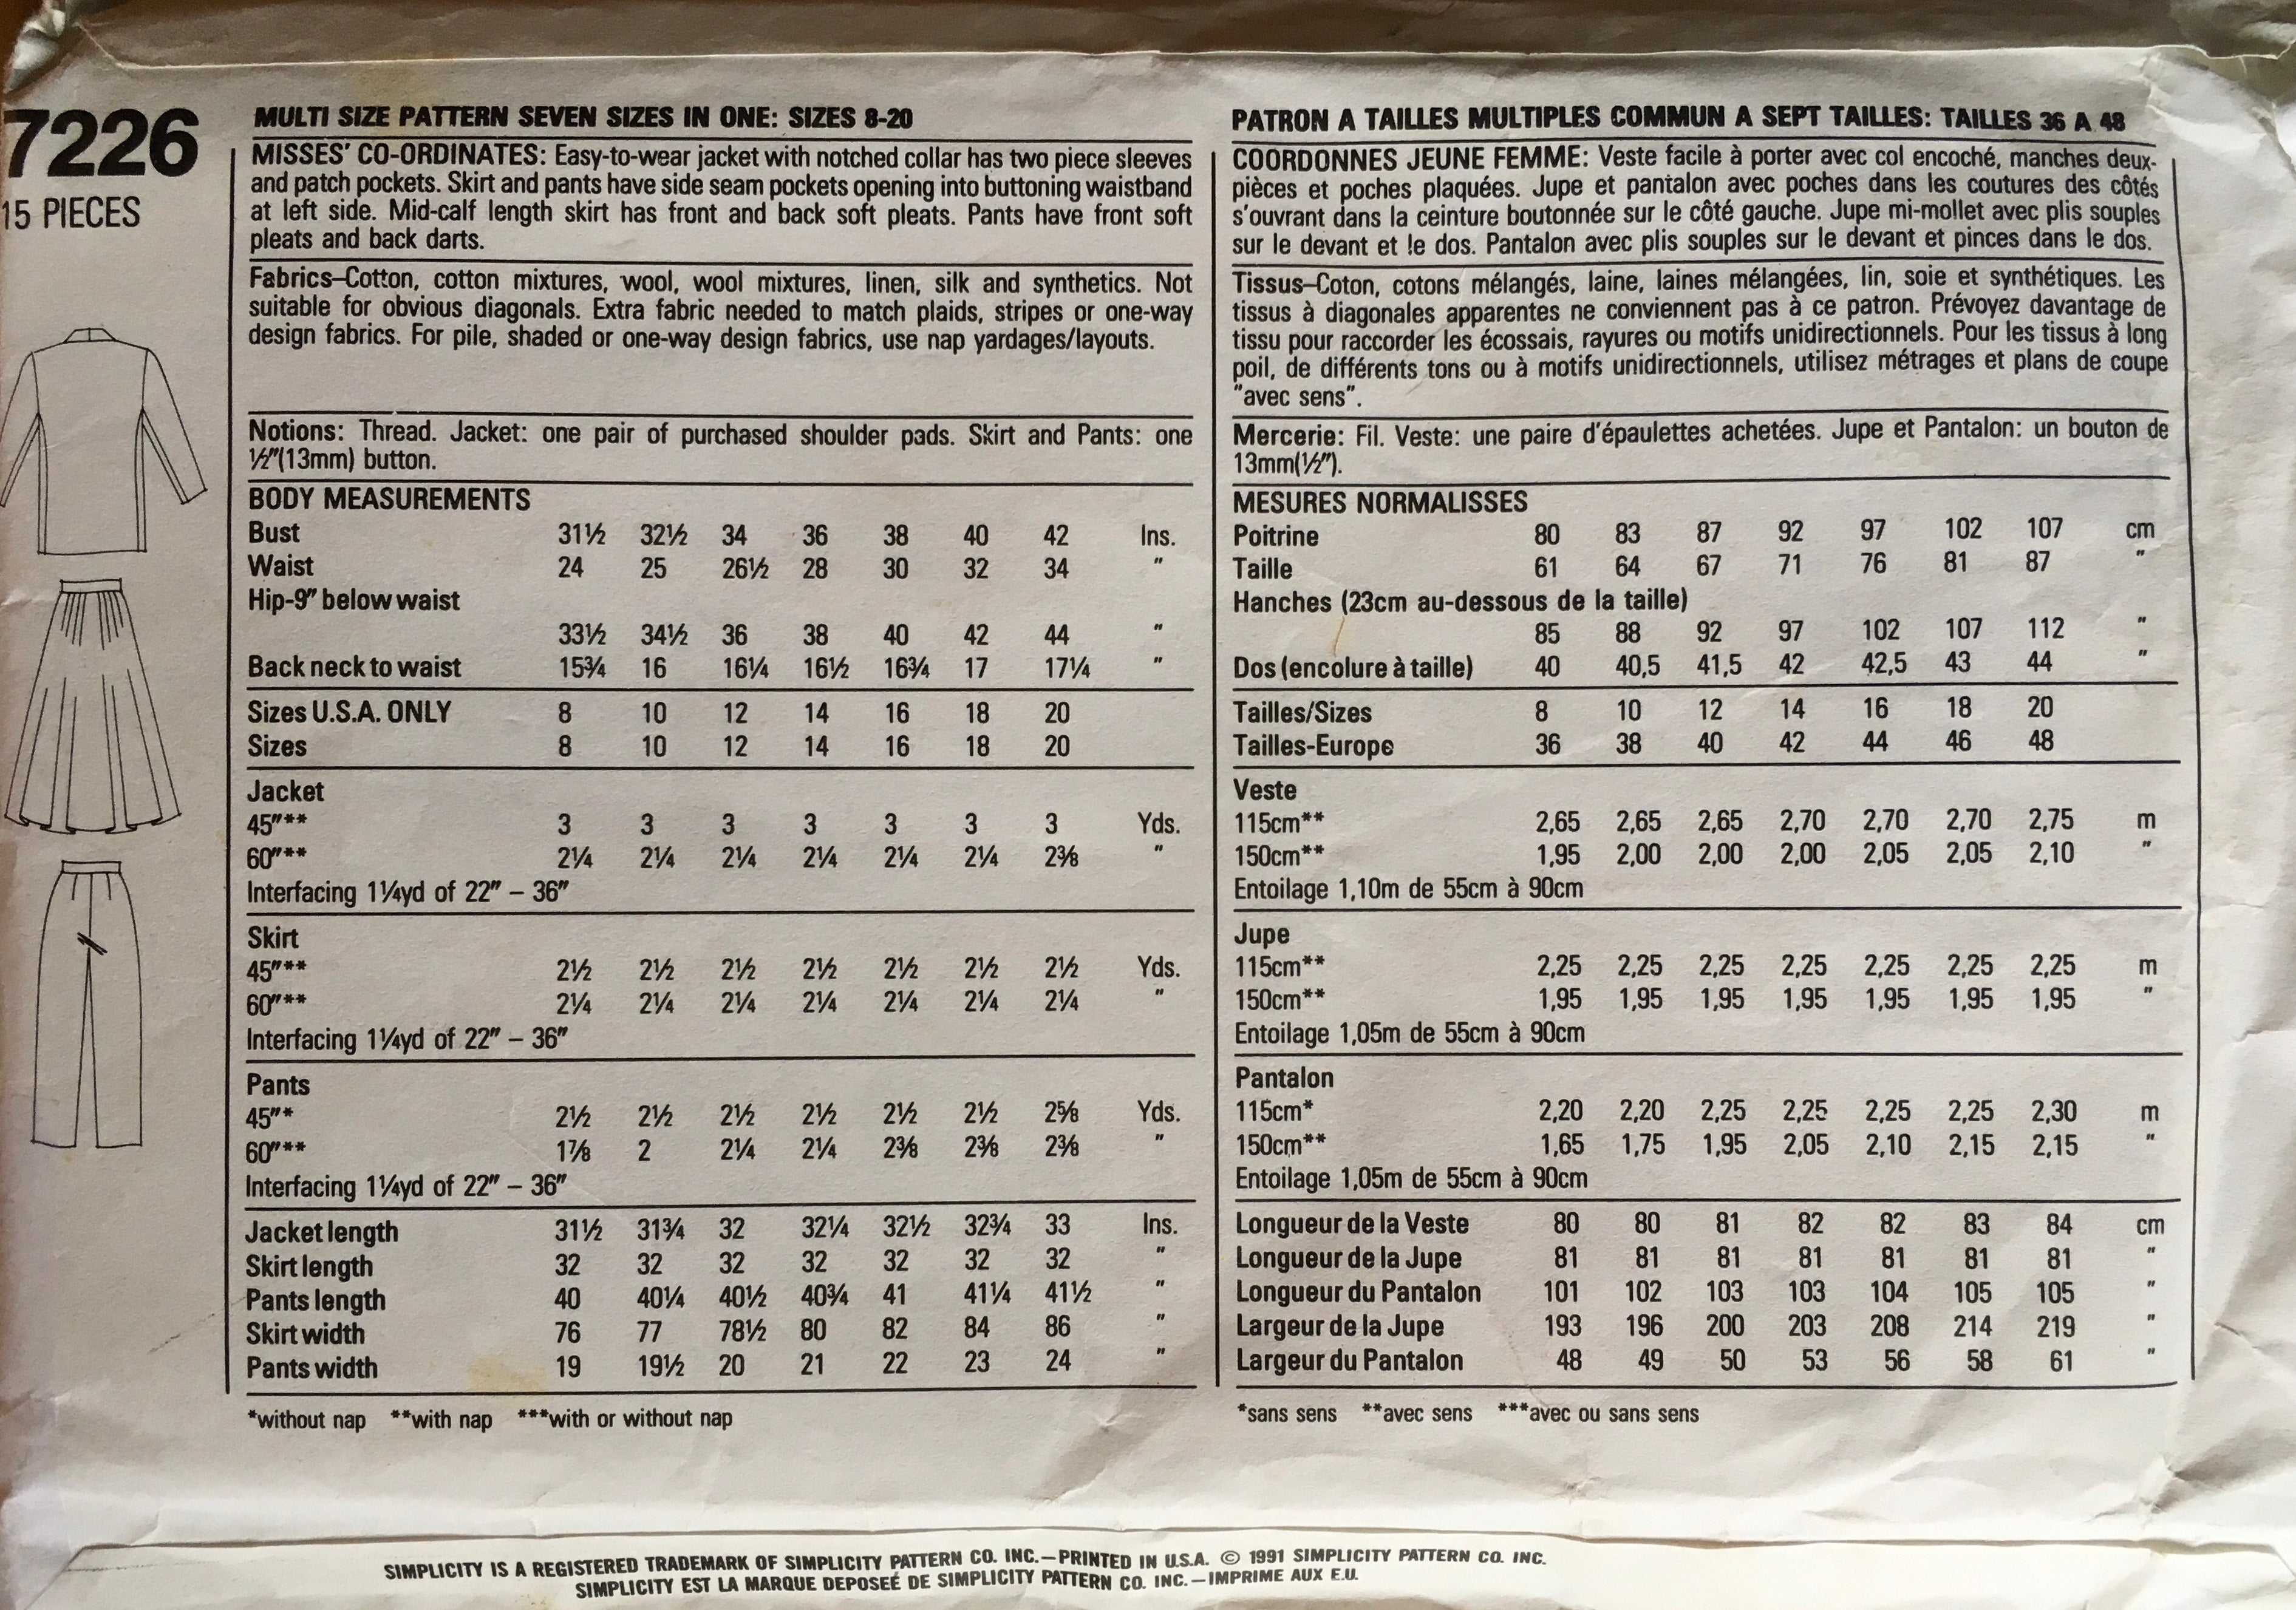 7226
15 PIECES
MULTI SIZE PATTERN SEVEN SIZES IN ONE: SIZES 8-20
MISSES' CO-ORDINATES: Easy-to-wear jacket with notched collar has two piece sleeves
and patch pockets. Skirt and pants have side seam pockets opening into buttoning waistband
at left side. Mid-calf length skirt has front and back soft pleats. Pants have front soft
pleats and back darts.
Fabrics–Cotton, cotton mixtures, wool, wool mixtures, linen, silk and synthetics. Not
suitable for obvious diagonals. Extra fabric needed to match plaids, stripes or one-way
design fabrics. For pile, shaded or one-way design fabrics, use nap yardages/layouts.
Notions: Thread. Jacket: one pair of purchased shoulder pads. Skirt and Pants: one
½"(13mm) button.
BODY MEASUREMENTS
Bust 31½ 32½ 34 36 38 40 42 Ins.
Waist 24 25 26½ 28 30 32 34 "
Hip-9" below waist
33½ 34½ 36 38 40 42 44 "
Back neck to waist 15¾ 16 16¼ 16½ 16¾ 17 17¼ "
Sizes U.S.A. ONLY 8 10 12 14 16 18 20
Sizes 8 10 12 14 16 18 20
Jacket
45"** 3 3 3 3 3 3 3 Yds.
60"** 2¼ 2¼ 2¼ 2¼ 2¼ 2¼ 2⅜ "
Interfacing 1¼yd of 22" – 36"
Skirt
45"** 2½ 2½ 2½ 2½ 2½ 2½ 2½ Yds.
60"** 2¼ 2¼ 2¼ 2¼ 2¼ 2¼ 2¼ "
Interfacing 1¼yd of 22" – 36"
Pants
45"* 2½ 2½ 2½ 2½ 2½ 2½ 2⅝ Yds.
60"** 1⅞ 2 2¼ 2¼ 2⅜ 2⅜ 2⅜ "
Interfacing 1¼yd of 22" – 36"
Jacket length 31½ 31¾ 32 32¼ 32½ 32¾ 33 Ins.
Skirt length 32 32 32 32 32 32 32 "
Pants length 40 40¼ 40½ 40¾ 41 41¼ 41½ "
Skirt width 76 77 78½ 80 82 84 86 "
Pants width 19 19½ 20 21 22 23 24 "
*without nap **with nap ***with or without nap
PATRON A TAILLES MULTIPLES COMMUN A SEPT TAILLES: TAILLES 36 A 48
COORDONNES JEUNE FEMME: Veste facile à porter avec col encoché, manches deux-
pièces et poches plaquées. Jupe et pantalon avec poches dans les coutures des côtés
s'ouvrant dans la ceinture boutonnée sur le côté gauche. Jupe mi-mollet avec plis souples
sur le devant et le dos. Pantalon avec plis souples sur le devant et pinces dans le dos.
Tissus–Coton, cotons mélangés, laine, laines mélangées, lin, soie et synthétiques. Les
tissus à diagonales apparentes ne conviennent pas à ce patron. Prévoyez davantage de
tissu pour raccorder les écossais, rayures ou motifs unidirectionnels. Pour les tissus à long
poil, de différents tons ou à motifs unidirectionnels, utilisez métrages et plans de coupe
"avec sens".
Mercerie: Fil. Veste: une paire d'épaulettes achetées. Jupe et Pantalon: un bouton de
13mm(½").
MESURES NORMALISSES
Poitrine 80 83 87 92 97 102 107 cm
Taille 61 64 67 71 76 81 87 "
Hanches (23cm au-dessous de la taille)
85 88 92 97 102 107 112 "
Dos (encolure à taille) 40 40,5 41,5 42 42,5 43 44 "
Tailles/Sizes 8 10 12 14 16 18 20
Tailles-Europe 36 38 40 42 44 46 48
Veste
115cm** 2,65 2,65 2,65 2,70 2,70 2,70 2,75 m
150cm** 1,95 2,00 2,00 2,00 2,05 2,05 2,10 "
Entoilage 1,10m de 55cm à 90cm
Jupe
115cm** 2,25 2,25 2,25 2,25 2,25 2,25 2,25 m
150cm** 1,95 1,95 1,95 1,95 1,95 1,95 1,95 "
Entoilage 1,05m de 55cm à 90cm
Pantalon
115cm* 2,20 2,20 2,25 2,25 2,25 2,25 2,30 m
150cm** 1,65 1,75 1,95 2,05 2,10 2,15 2,15 "
Entoilage 1,05m de 55cm à 90cm
Longueur de la Veste 80 80 81 82 82 83 84 cm
Longueur de la Jupe 81 81 81 81 81 81 81 "
Longueur du Pantalon 101 102 103 103 104 105 105 "
Largeur de la Jupe 193 196 200 203 208 214 219 "
Largeur du Pantalon 48 49 50 53 56 58 61 "
*sans sens **avec sens ***avec ou sans sens
SIMPLICITY IS A REGISTERED TRADEMARK OF SIMPLICITY PATTERN CO. INC.—PRINTED IN U.S.A. © 1991 SIMPLICITY PATTERN CO. INC.
SIMPLICITY EST LA MARQUE DEPOSEÉ DE SIMPLICITY PATTERN CO. INC.—IMPRIME AUX E.U.